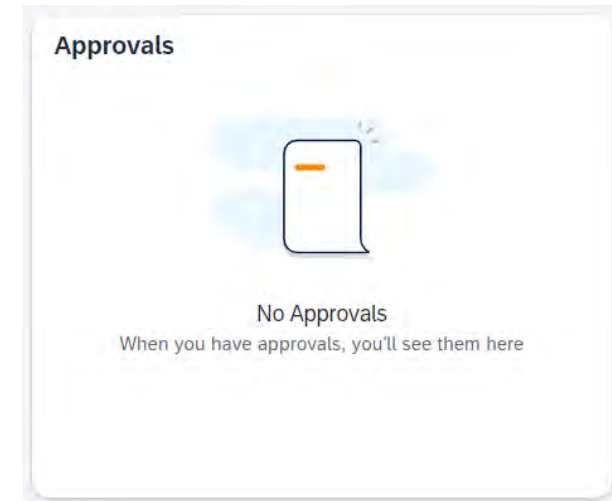 Approvals
No Approvals
When you have approvals, you'll see them here